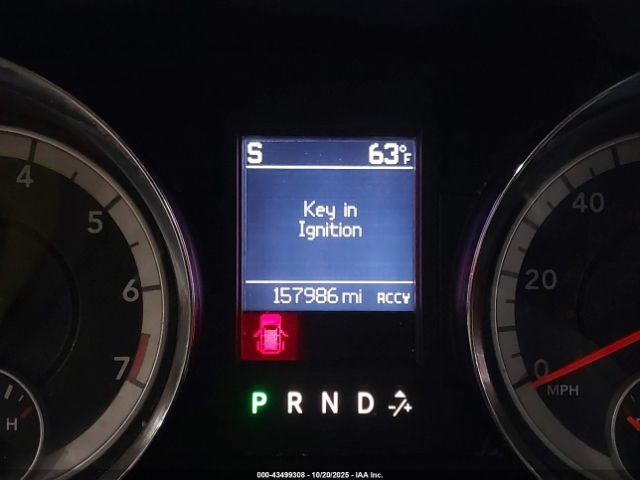 S 63°F
Key in
Ignition
157986 mi ACCY
4
5
6
7
H
40
20
0
MPH
P R N D -/+
000-43499308 - 10/20/2025 - IAA Inc.